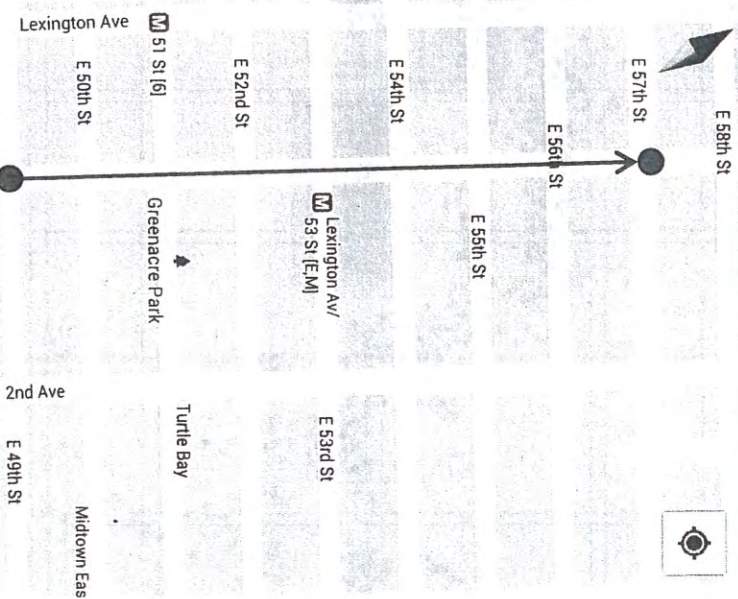 Lexington Ave
M
51 St [6]
E 50th St
E 52nd St
E 54th St
E 56th St
E 57th St
E 58th St
Greenacre Park
M
Lexington Av/
53 St [E,M]
E 55th St
2nd Ave
Turtle Bay
E 53rd St
E 49th St
Midtown Eas